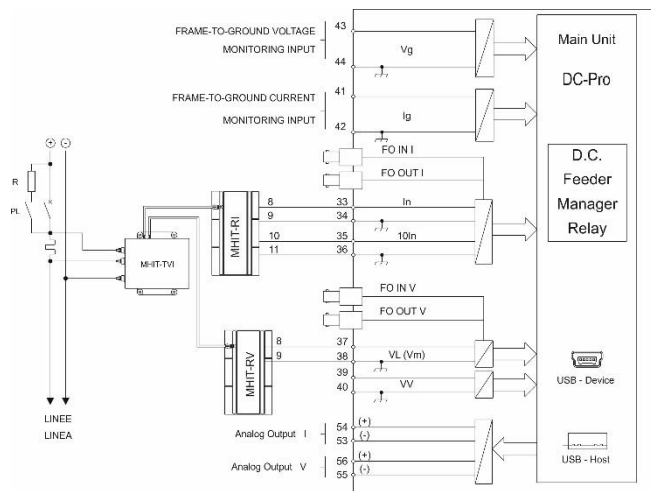 FRAME-TO-GROUND VOLTAGE
MONITORING INPUT
43
44
Vg
FRAME-TO-GROUND CURRENT
MONITORING INPUT
41
42
Ig
Main Unit
DC-Pro
D.C.
Feeder
Manager
Relay
FO IN I
FO OUT I
+
-
R
PL
MHIT-TVI
MHIT-RI
8
9
10
11
33
34
35
36
In
10In
FO IN V
FO OUT V
MHIT-RV
8
9
37
38
39
40
VL (Vm)
VV
USB - Device
LINEE
LINEA
Analog Output I
54
53
(+)
(-)
Analog Output V
56
55
(+)
(-)
USB - Host